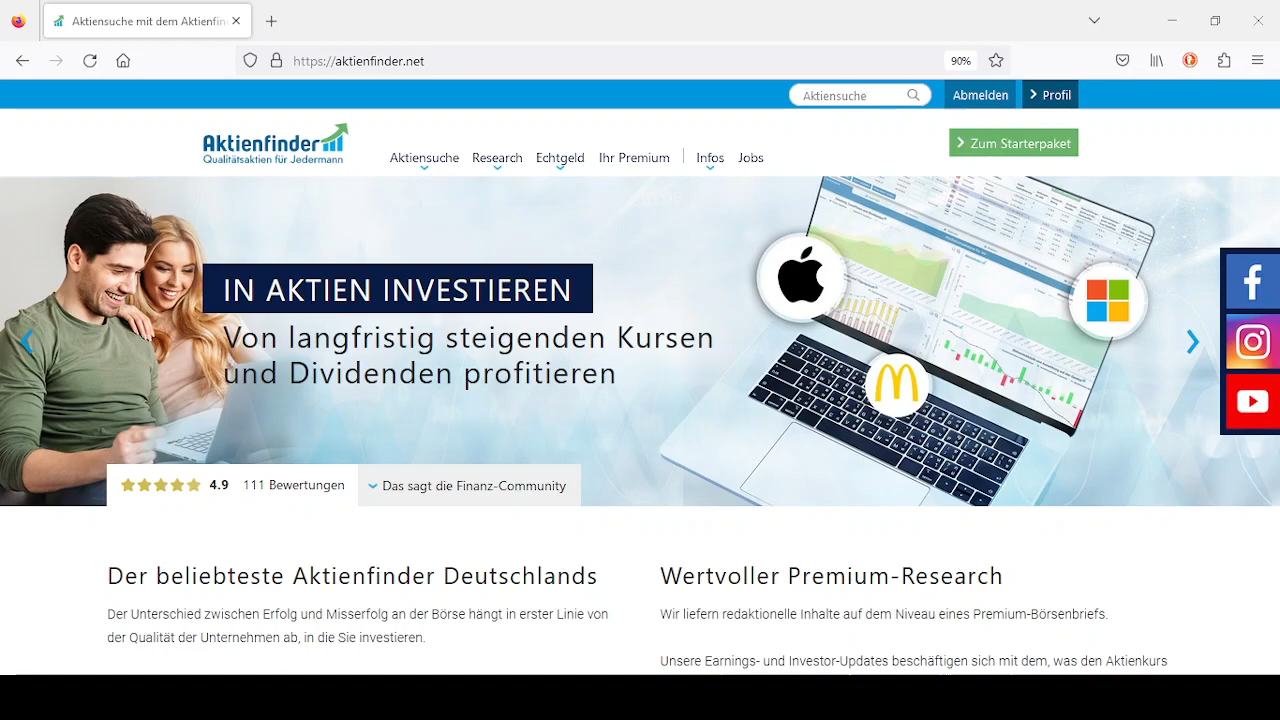 Aktiensuche mit dem Aktienfin
https://aktienfinder.net
90%
Aktiensuche
Abmelden
Profil
Aktienfinder
Qualitätsaktien für Jedermann
Aktiensuche
Research
Echtgeld
Ihr Premium
Infos
Jobs
Zum Starterpaket
IN AKTIEN INVESTIEREN
Von langfristig steigenden Kursen
und Dividenden profitieren
4.9 111 Bewertungen
Das sagt die Finanz-Community
Der beliebteste Aktienfinder Deutschlands
Der Unterschied zwischen Erfolg und Misserfolg an der Börse hängt in erster Linie von
der Qualität der Unternehmen ab, in die Sie investieren.
Wertvoller Premium-Research
Wir liefern redaktionelle Inhalte auf dem Niveau eines Premium-Börsenbriefs.
Unsere Earnings- und Investor-Updates beschäftigen sich mit dem, was den Aktienkurs